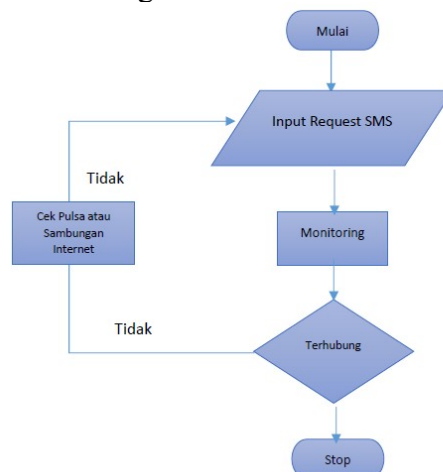 Mulai
Input Request SMS
Tidak
Cek Pulsa atau
Sambungan
Internet
Monitoring
Tidak
Terhubung
Stop